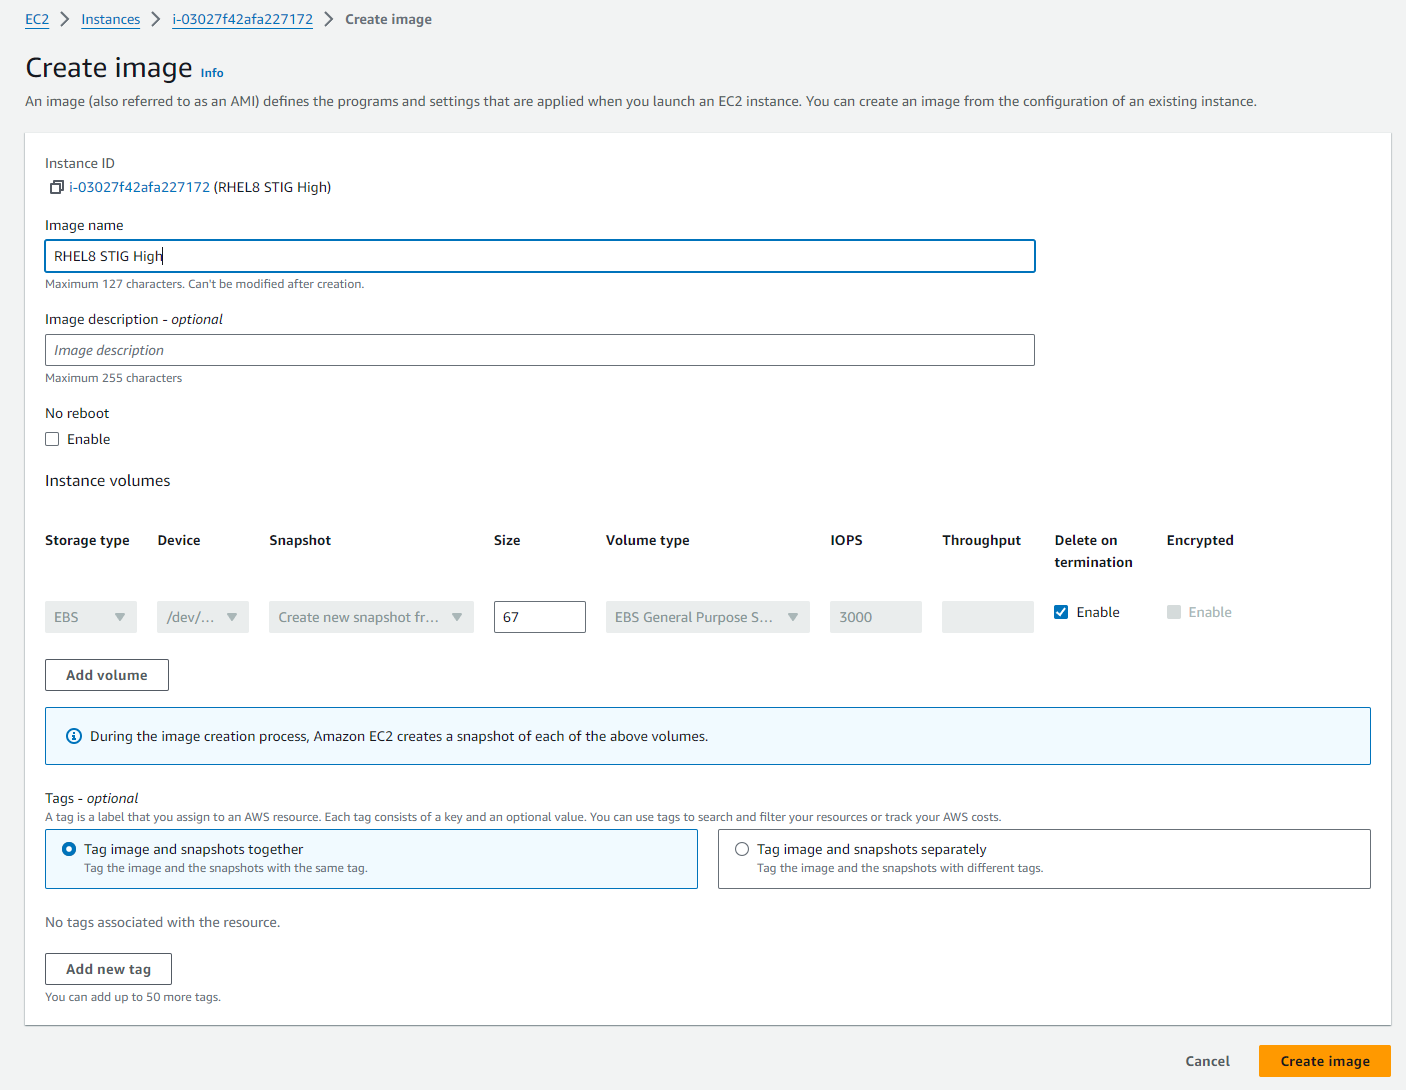 EC2 > Instances > i-03027f42afa227172 > Create image
Create image Info
An image (also referred to as an AMI) defines the programs and settings that are applied when you launch an EC2 instance. You can create an image from the configuration of an existing instance.
Instance ID
i-03027f42afa227172 (RHEL8 STIG High)
Image name
RHEL8 STIG High
Maximum 127 characters. Can't be modified after creation.
Image description - optional
Image description
Maximum 255 characters
No reboot
Enable
Instance volumes
Storage type Device Snapshot Size Volume type IOPS Throughput Delete on termination Encrypted
EBS /dev/... Create new snapshot fr... 67 EBS General Purpose S... 3000 Enable Enable
Add volume
During the image creation process, Amazon EC2 creates a snapshot of each of the above volumes.
Tags - optional
A tag is a label that you assign to an AWS resource. Each tag consists of a key and an optional value. You can use tags to search and filter your resources or track your AWS costs.
Tag image and snapshots together
Tag the image and the snapshots with the same tag.
Tag image and snapshots separately
Tag the image and the snapshots with different tags.
No tags associated with the resource.
Add new tag
You can add up to 50 more tags.
Cancel Create image